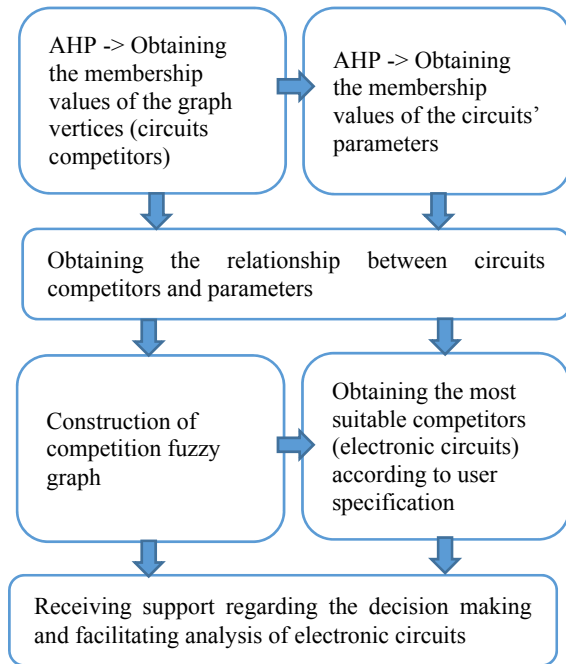 AHP -> Obtaining
the membership
values of the graph
vertices (circuits
competitors)
AHP -> Obtaining
the membership
values of the circuits’
parameters
Obtaining the relationship between circuits
competitors and parameters
Construction of
competition fuzzy
graph
Obtaining the most
suitable competitors
(electronic circuits)
according to user
specification
Receiving support regarding the decision making
and facilitating analysis of electronic circuits